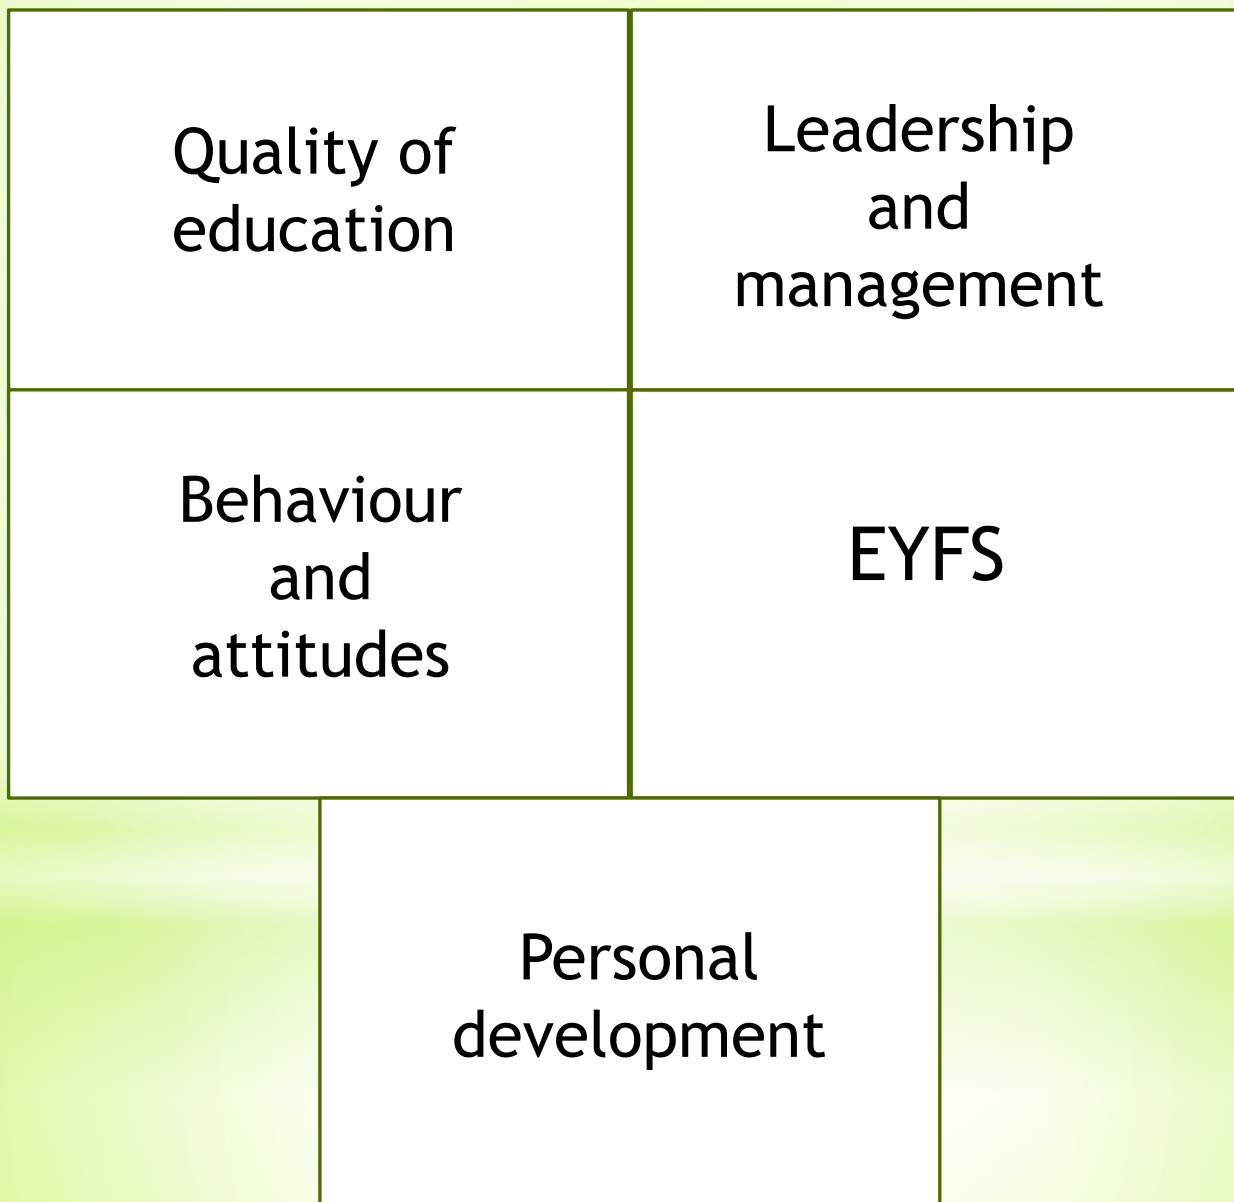 Quality of
education
Leadership
and
management
Behaviour
and
attitudes
EYFS
Personal
development